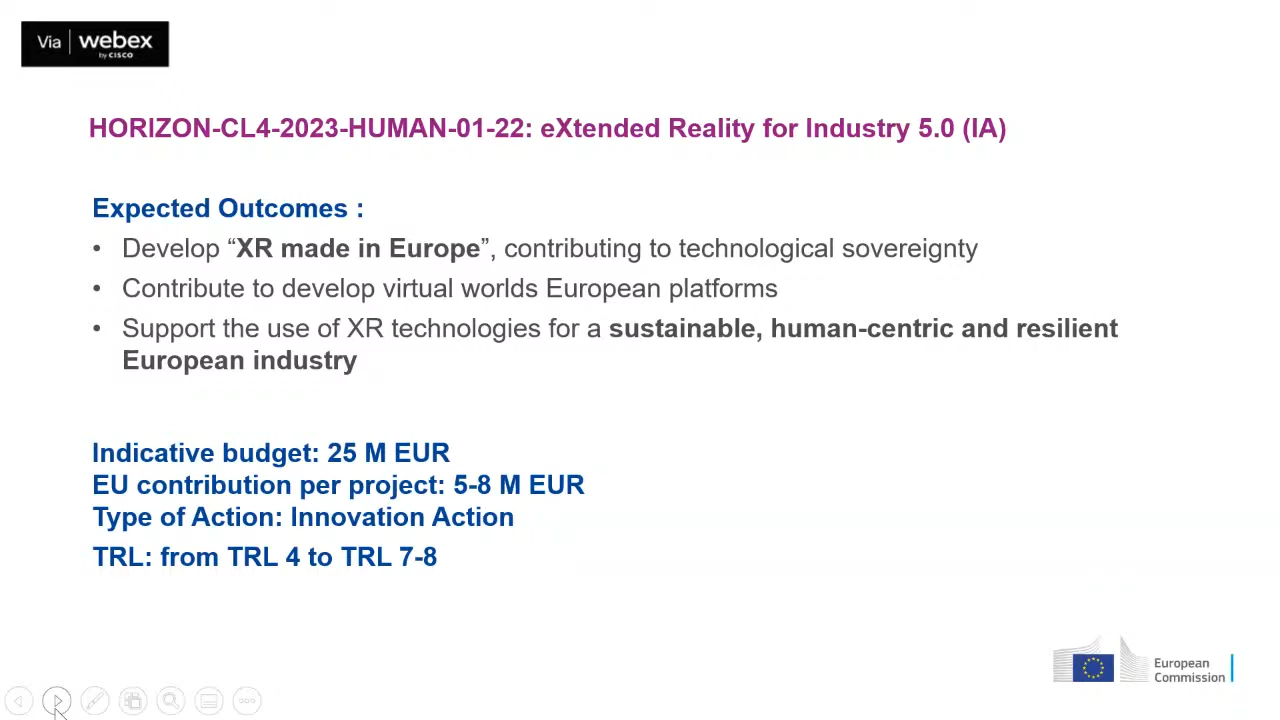 Via | webex
by CISCO
HORIZON-CL4-2023-HUMAN-01-22: eXtended Reality for Industry 5.0 (IA)
Expected Outcomes :
• Develop “XR made in Europe”, contributing to technological sovereignty
• Contribute to develop virtual worlds European platforms
• Support the use of XR technologies for a sustainable, human-centric and resilient
European industry
Indicative budget: 25 M EUR
EU contribution per project: 5-8 M EUR
Type of Action: Innovation Action
TRL: from TRL 4 to TRL 7-8
European
Commission